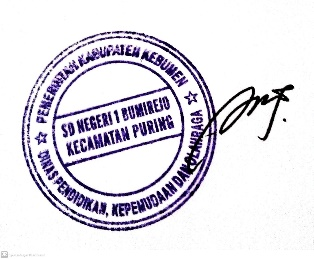 PEMERINTAH KABUPATEN KEBUMEN
SD NEGERI 1 BUMIREJO
KECAMATAN PURING
DINAS PENDIDIKAN, KEPEMUDAAN DAN OLAHRAGA